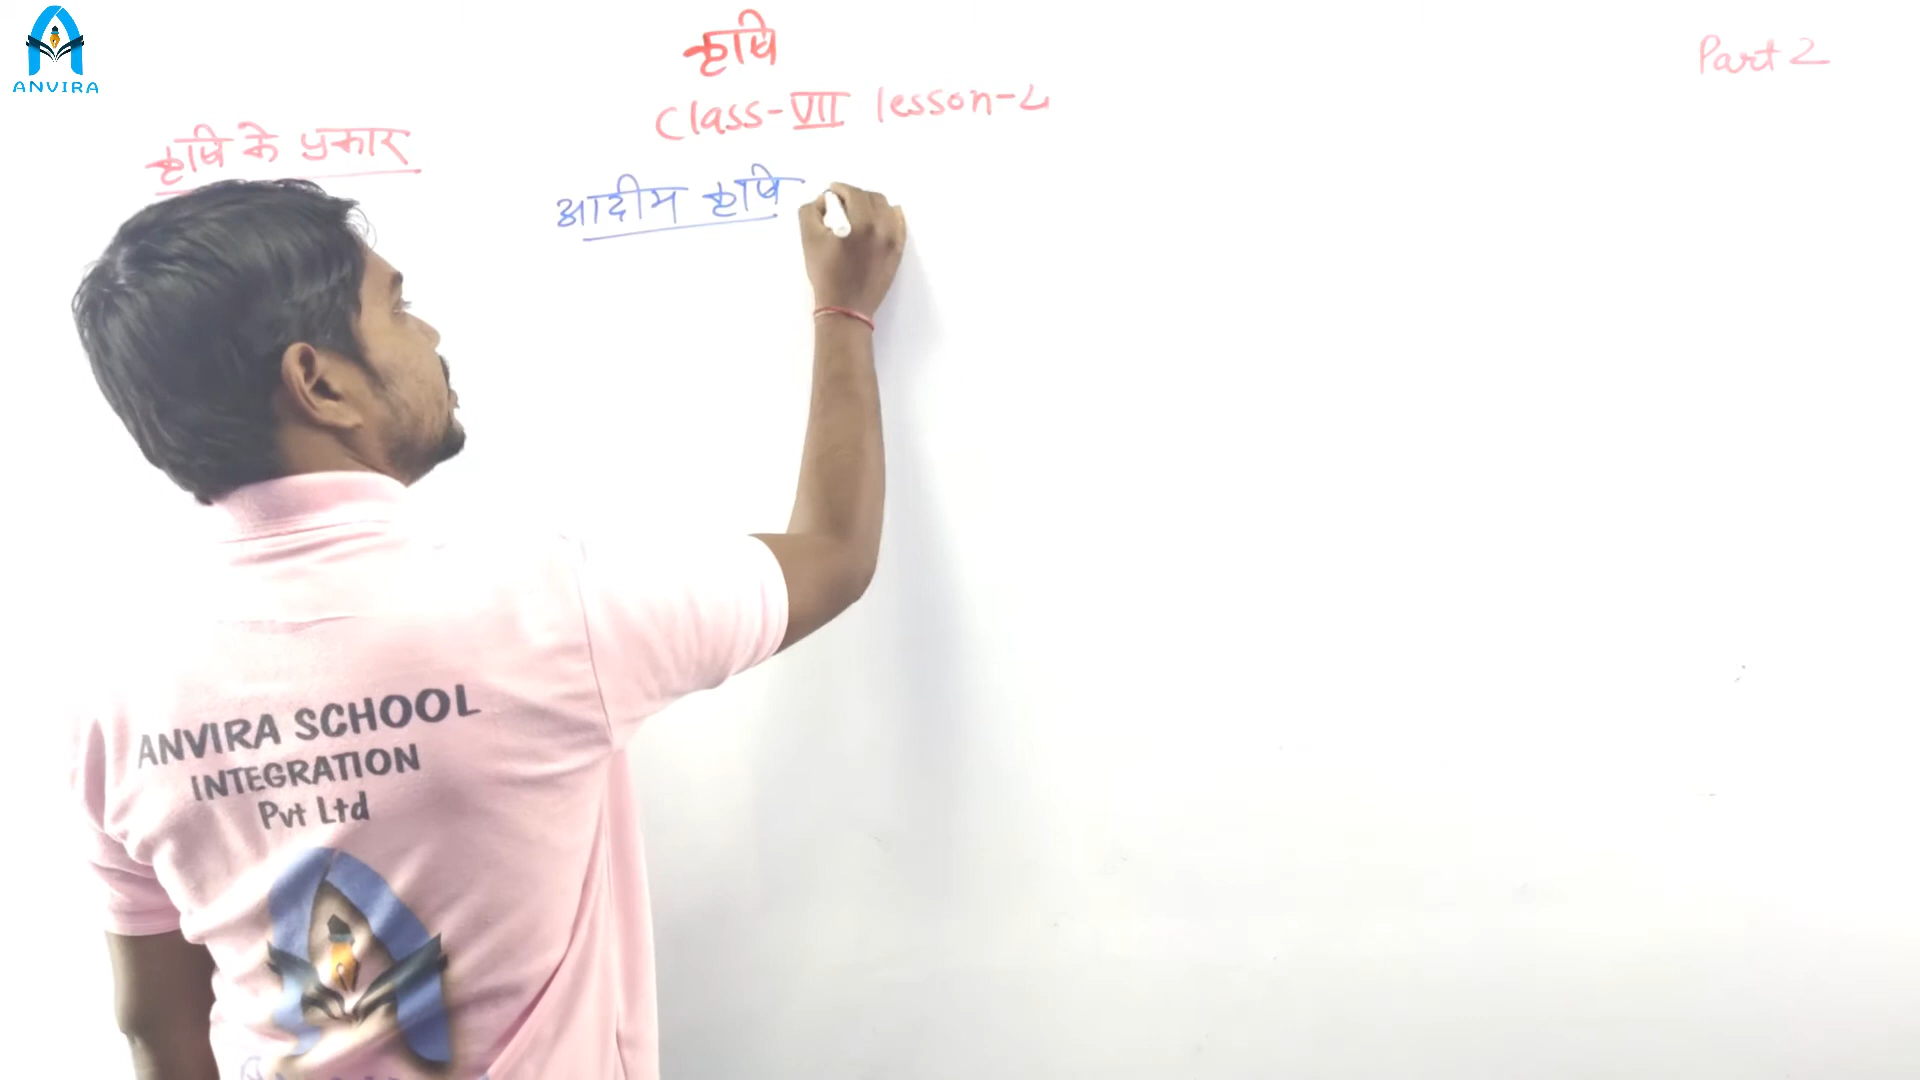 ANVIRA
कृषि
Part 2
Class-VII lesson-2
कृषि के प्रकार
आदीम कृषि
ANVIRA SCHOOL
INTEGRATION
Pvt Ltd